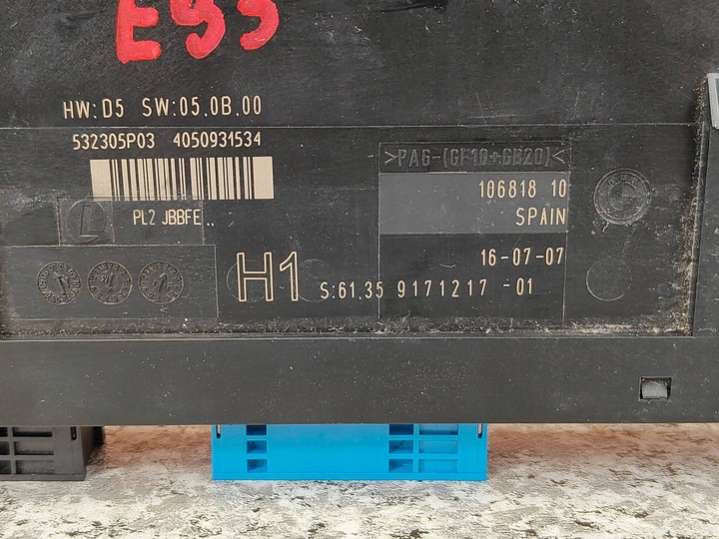 E93
HW:D5 SW:05.0B.00
532305P03 4050931534
PL2 JBBFE..
>PA6-(GF10+GB20)<
106818 10
SPAIN
16-07-07
H1
S:61.35 9171217 -01